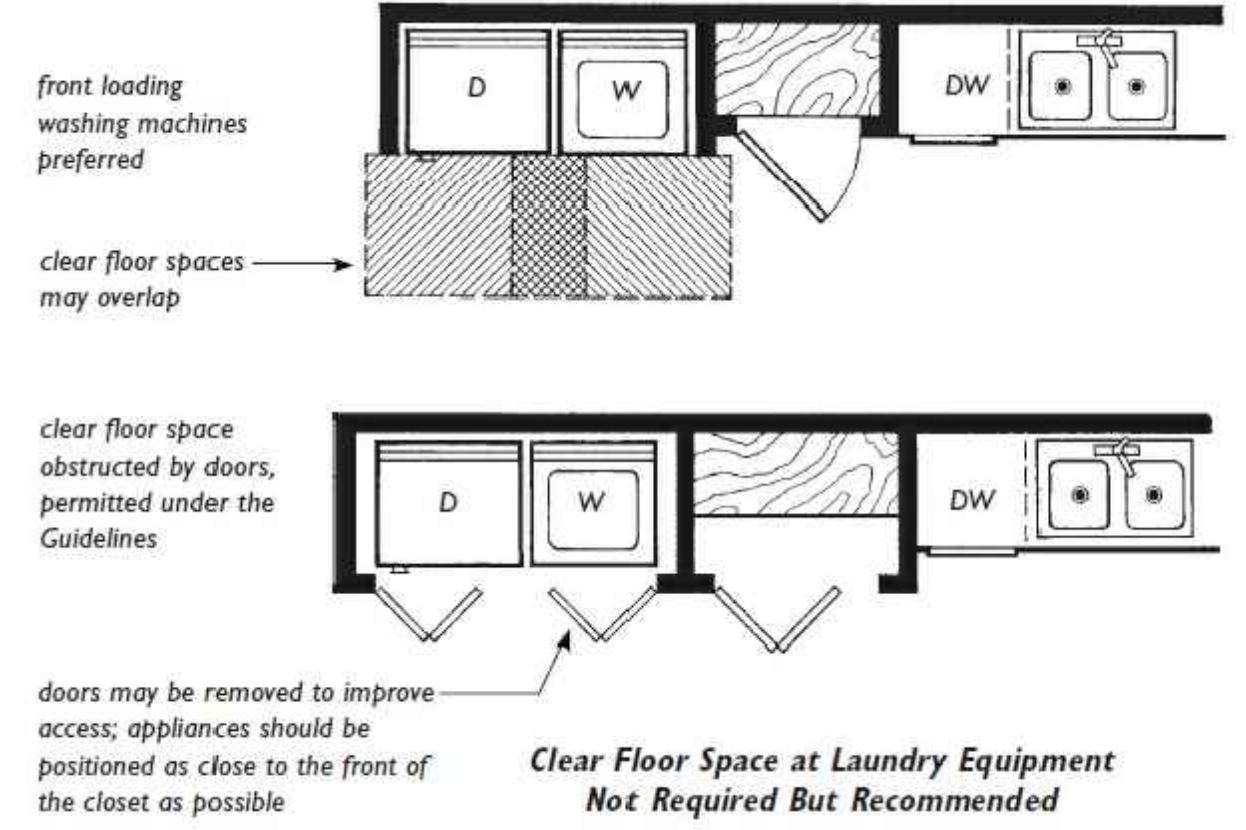 front loading
washing machines
preferred
D
W
DW
clear floor spaces
may overlap
clear floor space
obstructed by doors,
permitted under the
Guidelines
D
W
DW
doors may be removed to improve
access; appliances should be
positioned as close to the front of
the closet as possible
Clear Floor Space at Laundry Equipment
Not Required But Recommended